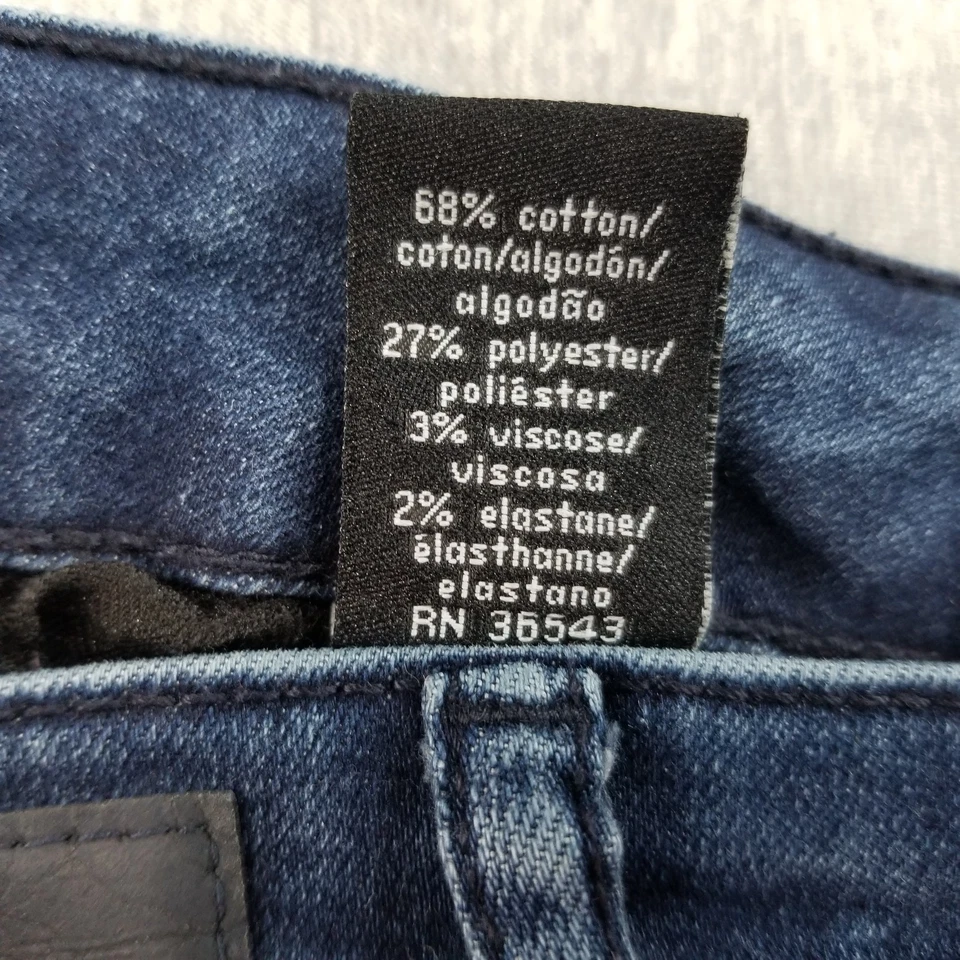 68% cotton/
coton/algodón/
algodão
27% polyester/
poliéster
3% viscose/
viscosa
2% elastane/
élasthanne/
elastano
RN 36543